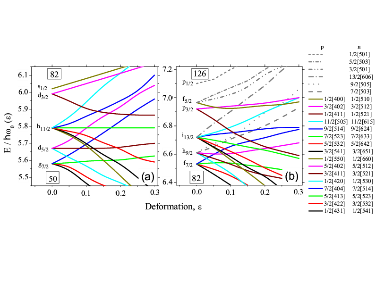 p n
82
126
s1/2
d3/2
h11/2
d5/2
g7/2
50
(a)
p1/2
f5/2
p3/2
i13/2
h9/2
f7/2
82
(b)
6.1
6.0
5.9
5.8
5.7
5.6
5.5
7.2
7.0
6.8
6.6
6.4
0.0 0.1 0.2 0.3
0.0 0.1 0.2 0.3
E / ħω₀ (ε)
Deformation, ε
1/2[501]
5/2[503]
3/2[501]
13/2[606]
9/2[505]
7/2[503]
1/2[400] 1/2[510]
3/2[402]
1/2[411] 1/2[521]
11/2[505] 11/2[615]
9/2[514] 9/2[624]
7/2[523] 7/2[633]
5/2[532] 5/2[642]
3/2[541] 3/2[651]
1/2[550] 1/2[660]
5/2[402] 5/2[512]
3/2[411] 3/2[521]
1/2[420] 1/2[530]
7/2[404] 7/2[514]
5/2[413] 5/2[523]
3/2[422] 3/2[532]
1/2[431] 1/2[541]